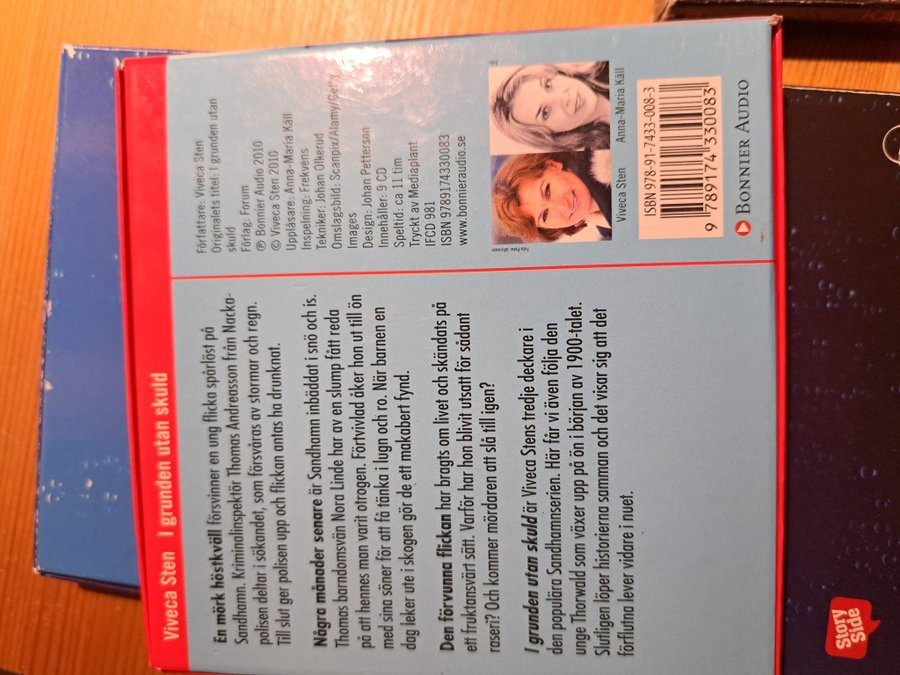 Viveca Sten I grunden utan skuld
En mörk höstkväll försvinner en ung flicka spårlöst på
Sandhamn. Kriminalinspektör Thomas Andreasson från Nacka-
polisen deltar i sökandet, som försvåras av stormar och regn.
Till slut ger polisen upp och flickan antas ha drunknat.
Några månader senare är Sandhamn inbäddat i snö och is.
Thomas barndomsvän Nora Linde har av en slump fått reda
på att hennes man varit otrogen. Förtvivlad åker hon ut till ön
med sina söner för att få tänka i lugn och ro. När barnen en
dag leker ute i skogen gör de ett makabert fynd.
Den förvunna flickan har bragts om livet och skändats på
ett fruktansvärt sätt. Varför har hon blivit utsatt för sådant
raseri? Och kommer mördaren att slå till igen?
I grunden utan skuld är Viveca Stens tredje deckare i
den populära Sandhamnserien. Här får vi även följa den
unge Thorwald som växer upp på ön i början av 1900-talet.
Slutligen löper historierna samman och det visar sig att det
förflutna lever vidare i nuet.
Författare: Viveca Sten
Originalets titel: I grunden utan
skuld
Förlag: Forum
℗ Bonnier Audio 2010
© Viveca Sten 2010
Uppläsare: Anna-Maria Käll
Inspelning: Frekvens
Tekniker: Johan Olkerud
Omslagsbild: Scanpix/Alamy/Getty
Images
Design: Johan Petterson
Innehåller: 9 CD
Speltid: ca 11 tim
Tryckt av Mediaplant
IFCD 981
ISBN 9789174330083
www.bonnieraudio.se
Viveca Sten Anna-Maria Käll
ISBN 978-91-7433-008-3
9 789174 330083
BONNIER AUDIO
Story
Side